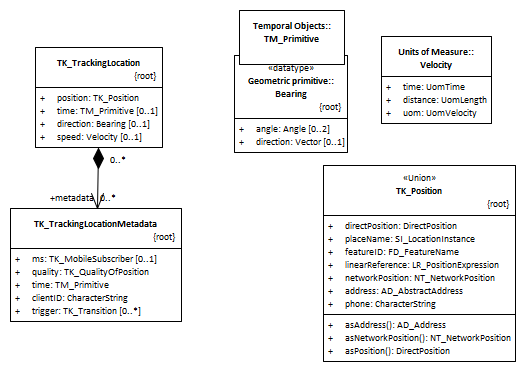 TK_TrackingLocation
{root}
+ position: TK_Position
+ time: TM_Primitive [0..1]
+ direction: Bearing [0..1]
+ speed: Velocity [0..1]
0..*
+metadata 0..*
TK_TrackingLocationMetadata
{root}
+ ms: TK_MobileSubscriber [0..1]
+ quality: TK_QualityOfPosition
+ time: TM_Primitive
+ clientID: CharacterString
+ trigger: TK_Transition [0..*]
Temporal Objects::
TM_Primitive
«datatype»
Geometric primitive::
Bearing
{root}
+ angle: Angle [0..2]
+ direction: Vector [0..1]
Units of Measure::
Velocity
+ time: UomTime
+ distance: UomLength
+ uom: UomVelocity
«Union»
TK_Position
{root}
+ directPosition: DirectPosition
+ placeName: SI_LocationInstance
+ featureID: FD_FeatureName
+ linearReference: LR_PositionExpression
+ networkPosition: NT_NetworkPosition
+ address: AD_AbstractAddress
+ phone: CharacterString
+ asAddress(): AD_Address
+ asNetworkPosition(): NT_NetworkPosition
+ asPosition(): DirectPosition